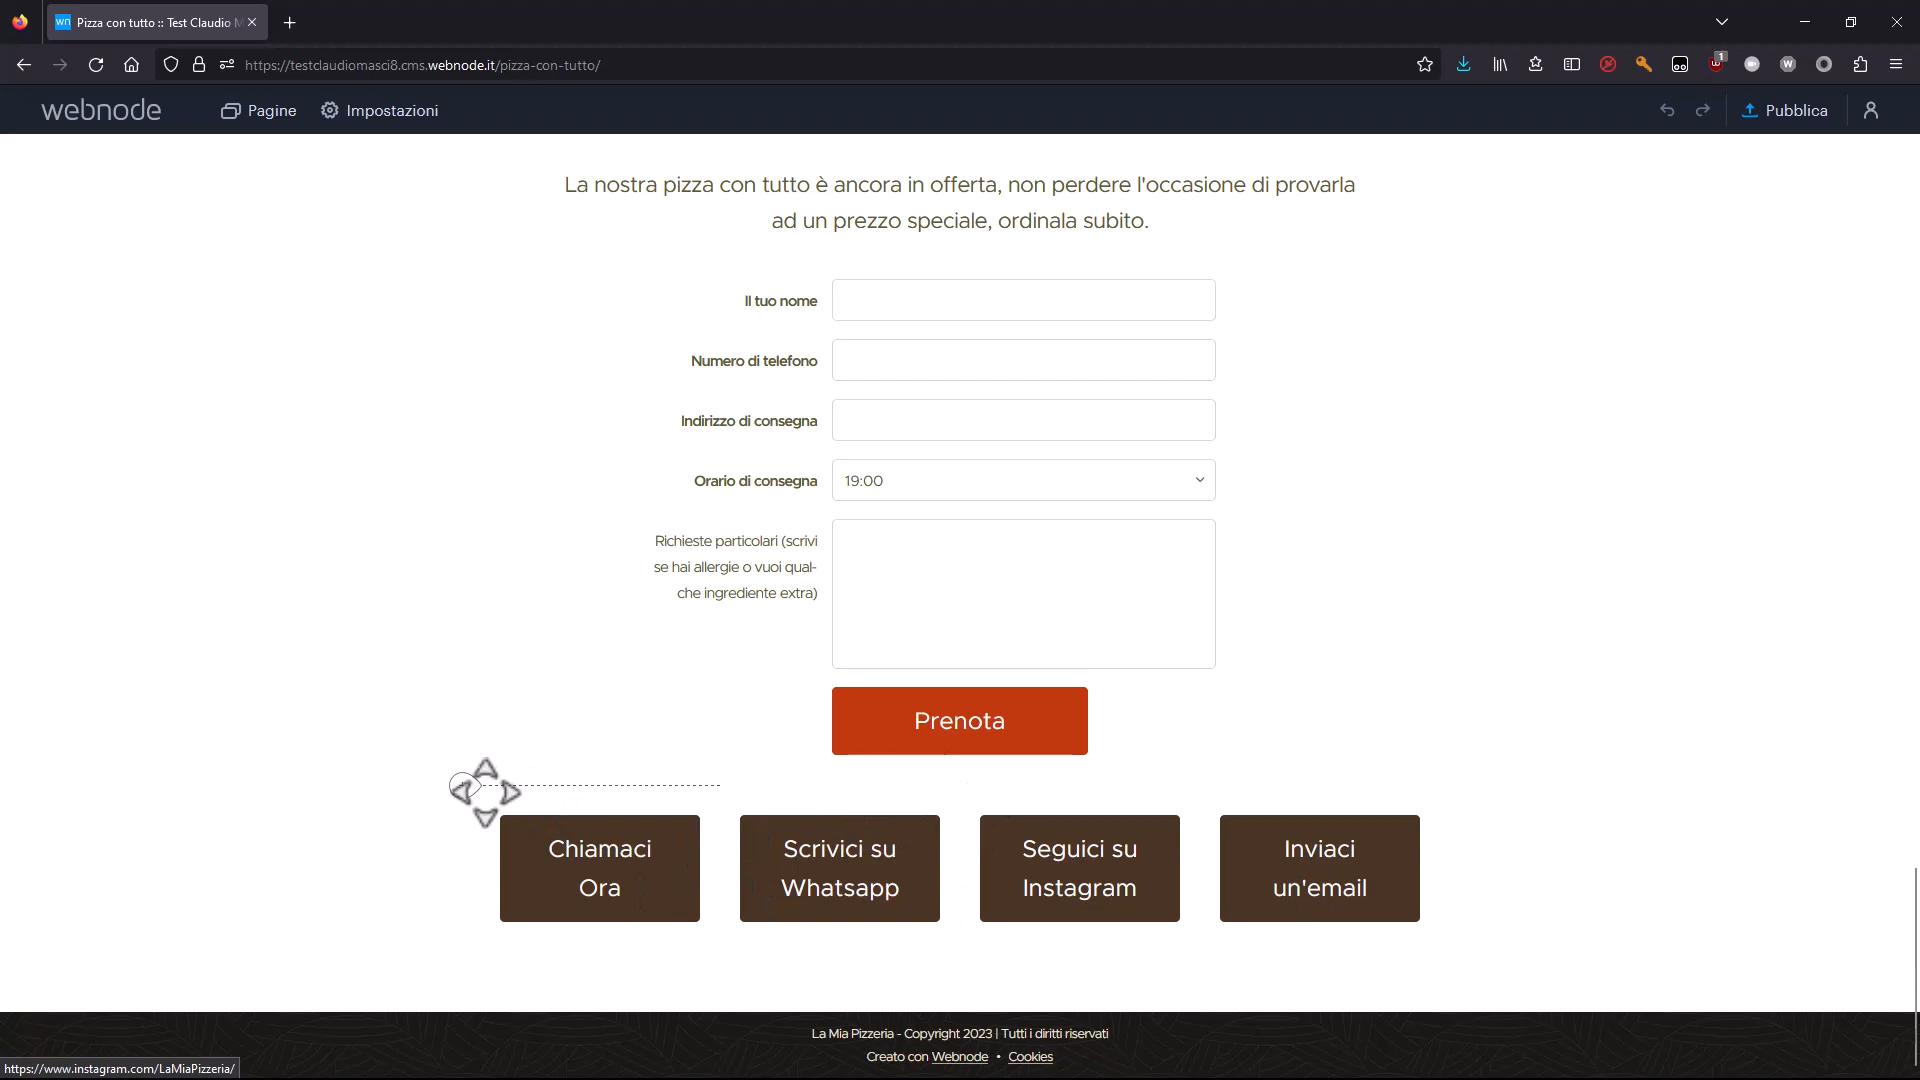 Pizza con tutto :: Test Claudio M
https://testclaudiomasci8.cms.webnode.it/pizza-con-tutto/
1
webnode
Pagine
Impostazioni
Pubblica
La nostra pizza con tutto è ancora in offerta, non perdere l'occasione di provarla
ad un prezzo speciale, ordinala subito.
Il tuo nome
Numero di telefono
Indirizzo di consegna
Orario di consegna
19:00
Richieste particolari (scrivi
se hai allergie o vuoi qual-
che ingrediente extra)
Prenota
Chiamaci
Ora
Scrivici su
Whatsapp
Seguici su
Instagram
Inviaci
un'email
La Mia Pizzeria - Copyright 2023 | Tutti i diritti riservati
Creato con Webnode • Cookies
https://www.instagram.com/LaMiaPizzeria/